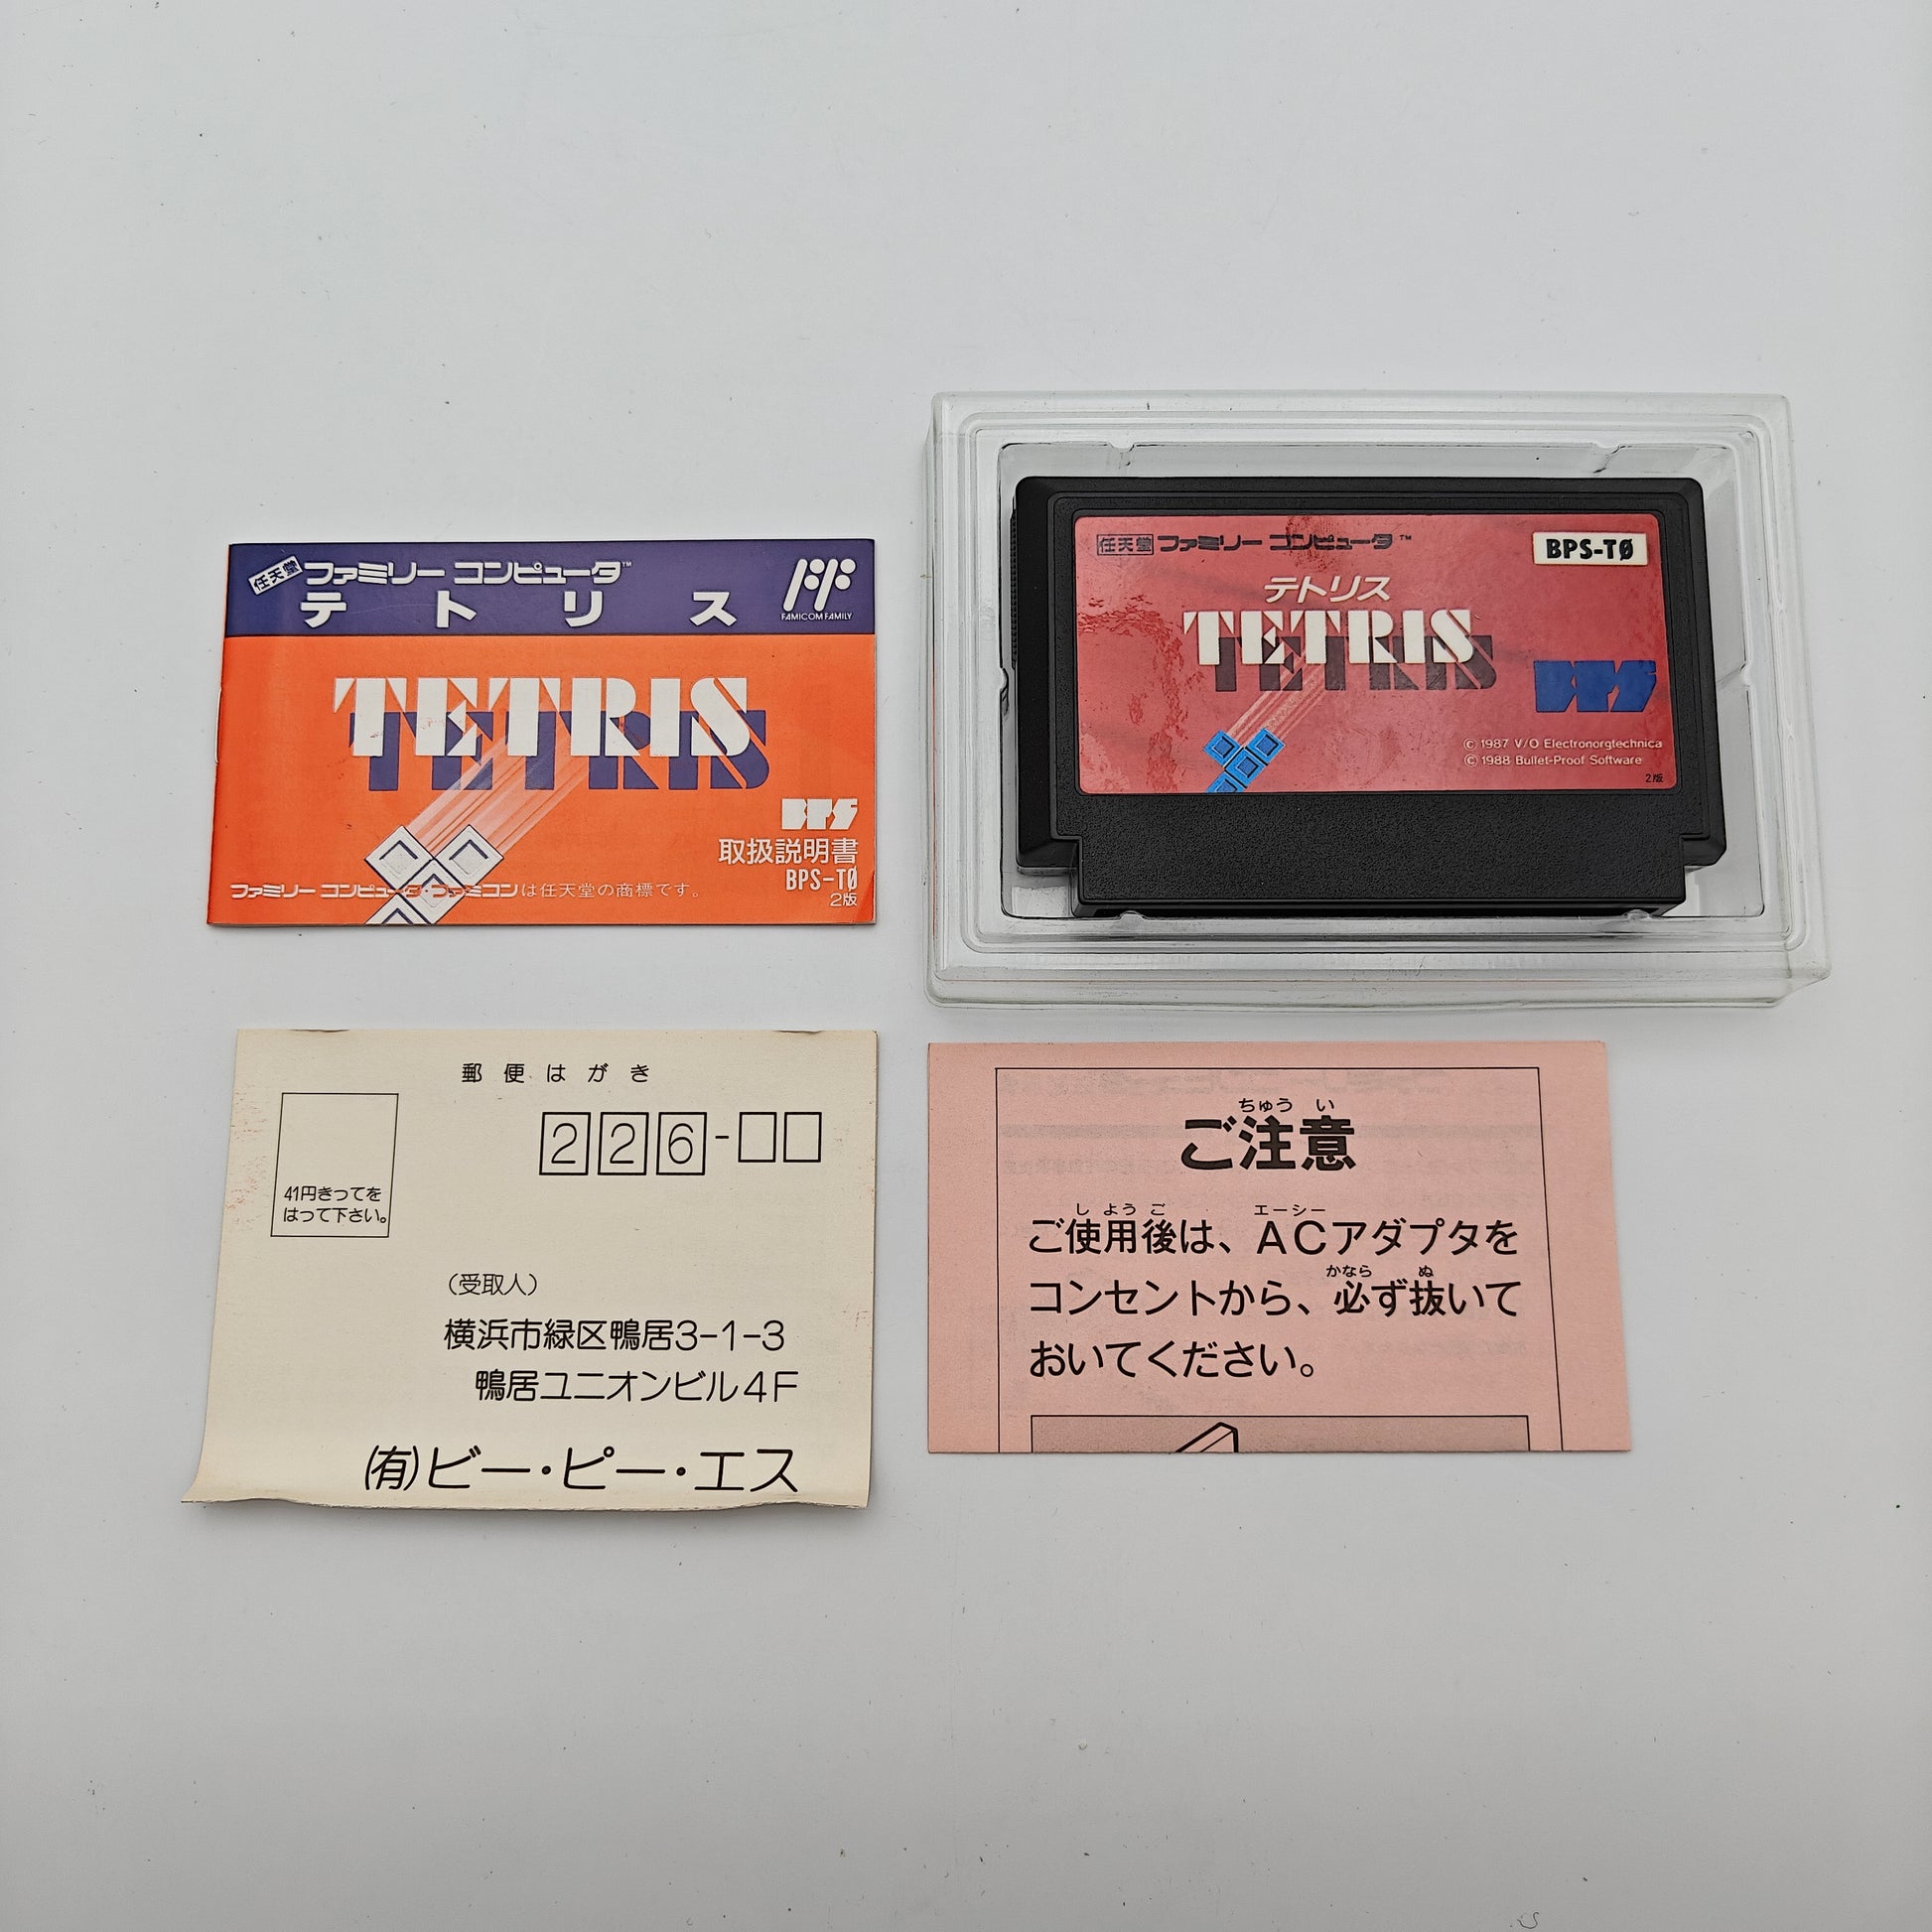 任天堂 ファミリー コンピュータ™
テトリス
FAMICOM FAMILY
TETRIS
TETRIS
BPS
取扱説明書
BPS-TØ
2版
ファミリー コンピュータ・ファミコンは任天堂の商標です。
任天堂 ファミリー コンピュータ™
BPS-TØ
テトリス
TETRIS
TETRIS
BPS
© 1987 V/O Electronorgtechnica
© 1988 Bullet-Proof Software
2版
郵便はがき
226-
41円きってを
はって下さい。
(受取人)
横浜市緑区鴨居3-1-3
鴨居ユニオンビル4F
(有)ビー・ピー・エス
ちゅう い
ご注意
し よう ご エーシー
ご使用後は、ACアダプタを
かなら ぬ
コンセントから、必ず抜いて
おいてください。